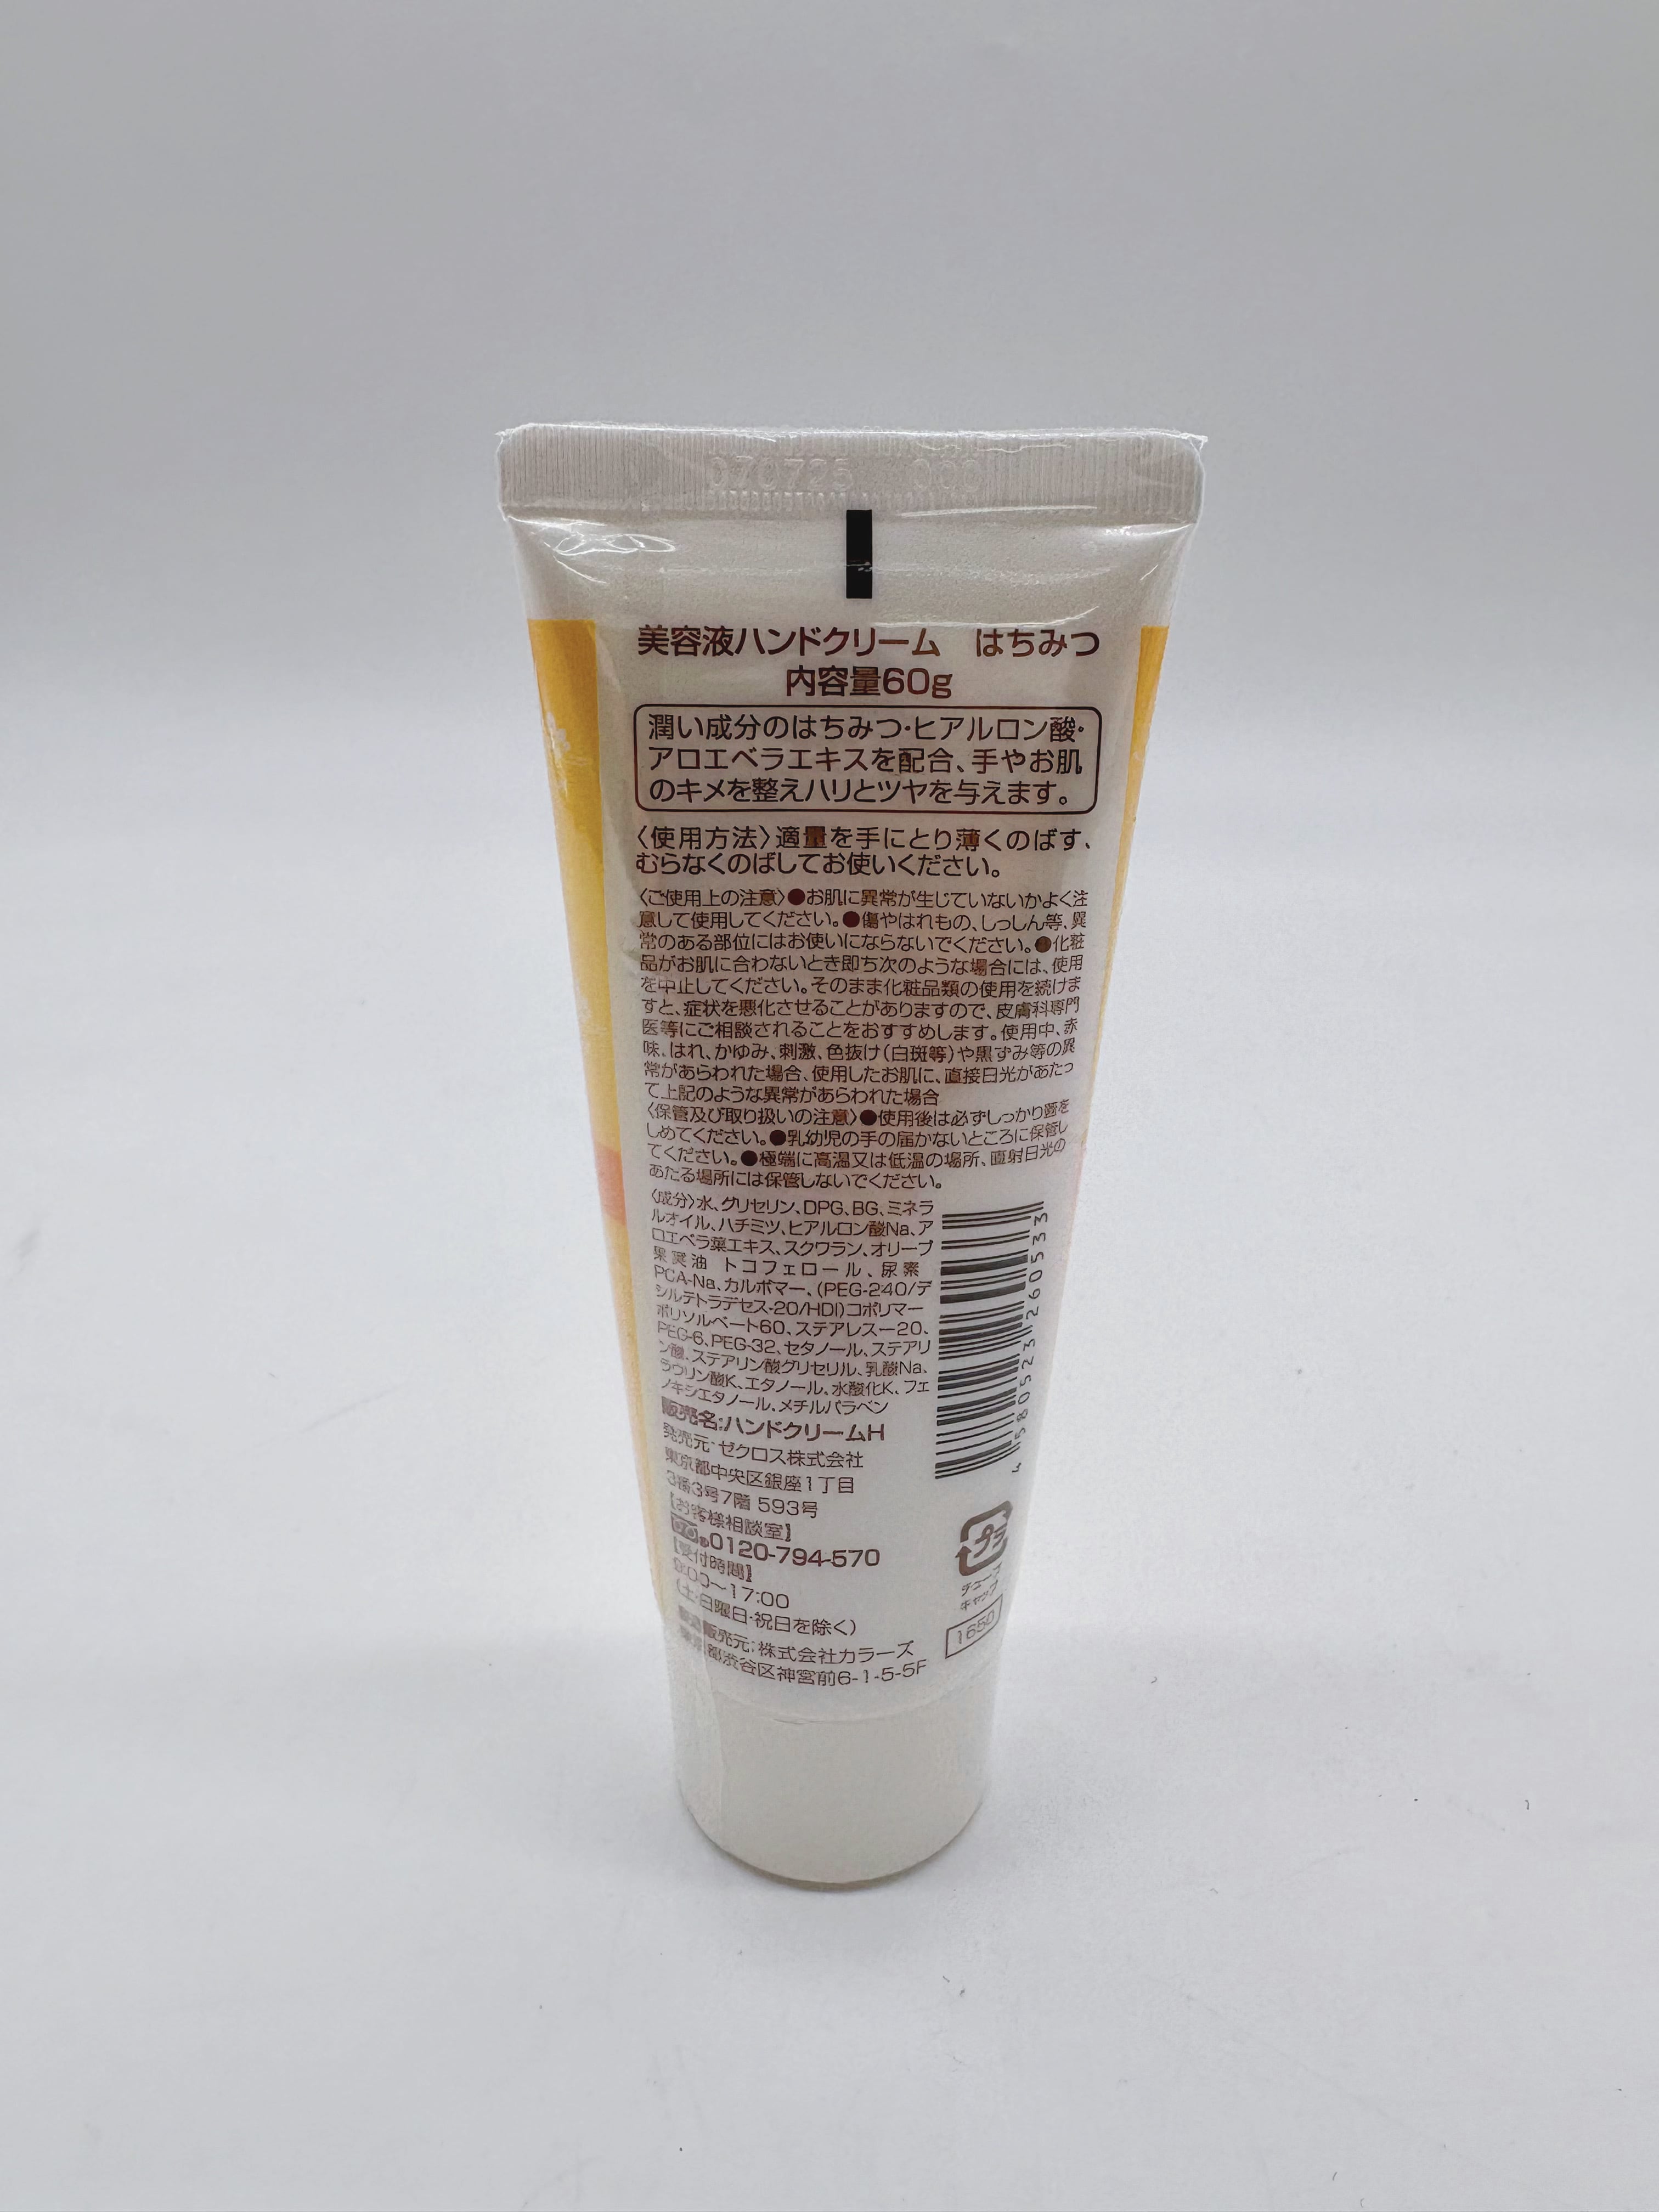 070725 000
美容液ハンドクリーム はちみつ
内容量60g
潤い成分のはちみつ・ヒアルロン酸・
アロエベラエキスを配合、手やお肌
のキメを整えハリとツヤを与えます。
〈使用方法〉適量を手にとり薄くのばす、
むらなくのばしてお使いください。
〈ご使用上の注意〉●お肌に異常が生じていないかよく注
意して使用してください。●傷やはれもの、しっしん等、異
常のある部位にはお使いにならないでください。●化粧
品がお肌に合わないとき即ち次のような場合には、使用
を中止してください。そのまま化粧品類の使用を続けま
すと、症状を悪化させることがありますので、皮膚科専門
医等にご相談されることをおすすめします。使用中、赤
味、はれ、かゆみ、刺激、色抜け(白斑等)や黒ずみ等の異
常があらわれた場合、使用したお肌に、直接日光があたっ
て上記のような異常があらわれた場合
〈保管及び取り扱いの注意〉●使用後は必ずしっかり蓋を
しめてください。●乳幼児の手の届かないところに保管し
てください。●極端に高温又は低温の場所、直射日光の
あたる場所には保管しないでください。
〈成分〉水、グリセリン、DPG、BG、ミネラ
ルオイル、ハチミツ、ヒアルロン酸Na、ア
ロエベラ葉エキス、スクワラン、オリーブ
果実油 トコフェロール、尿素
PCA-Na、カルボマー、(PEG-240/デ
シルテトラデセス-20/HDI)コポリマー
ポリソルベート60、ステアレスー20、
PEG-6、PEG-32、セタノール、ステアリ
ン酸、ステアリン酸グリセリル、乳酸Na、
ラウリン酸K、エタノール、水酸化K、フェ
ノキシエタノール、メチルパラベン
販売名:ハンドクリームH
発売元:ゼクロス株式会社
東京都中央区銀座1丁目
3番3号7階 593号
【お客様相談室】
0120-794-570
【受付時間】
9:00〜17:00
(土・日曜日・祝日を除く)
販売元:株式会社カラーズ
都渋谷区神宮前6-1-5-5F
4 580523 260533
プラ
チューブ
キャップ
1650